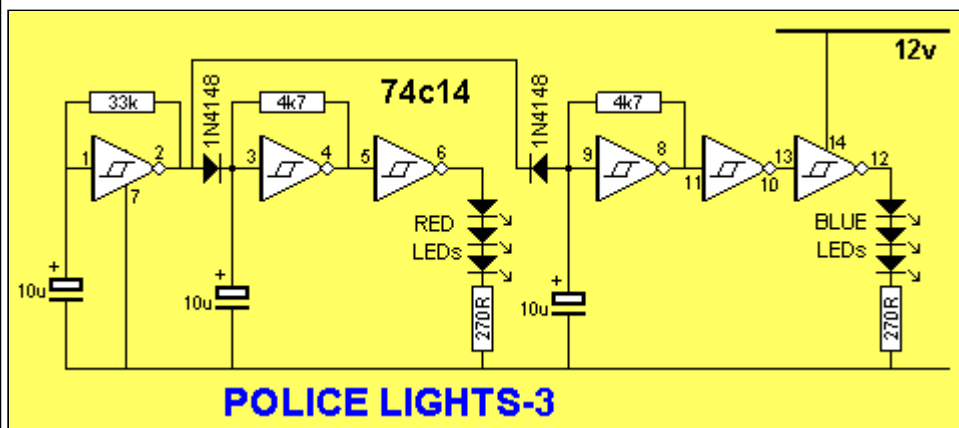 12v
74c14
1N4148
1N4148
33k
4k7
4k7
1
2
7
3
4
5
6
9
8
11
10
13
14
12
RED
LEDs
BLUE
LEDs
+
10u
+
10u
+
10u
270R
270R
POLICE LIGHTS-3